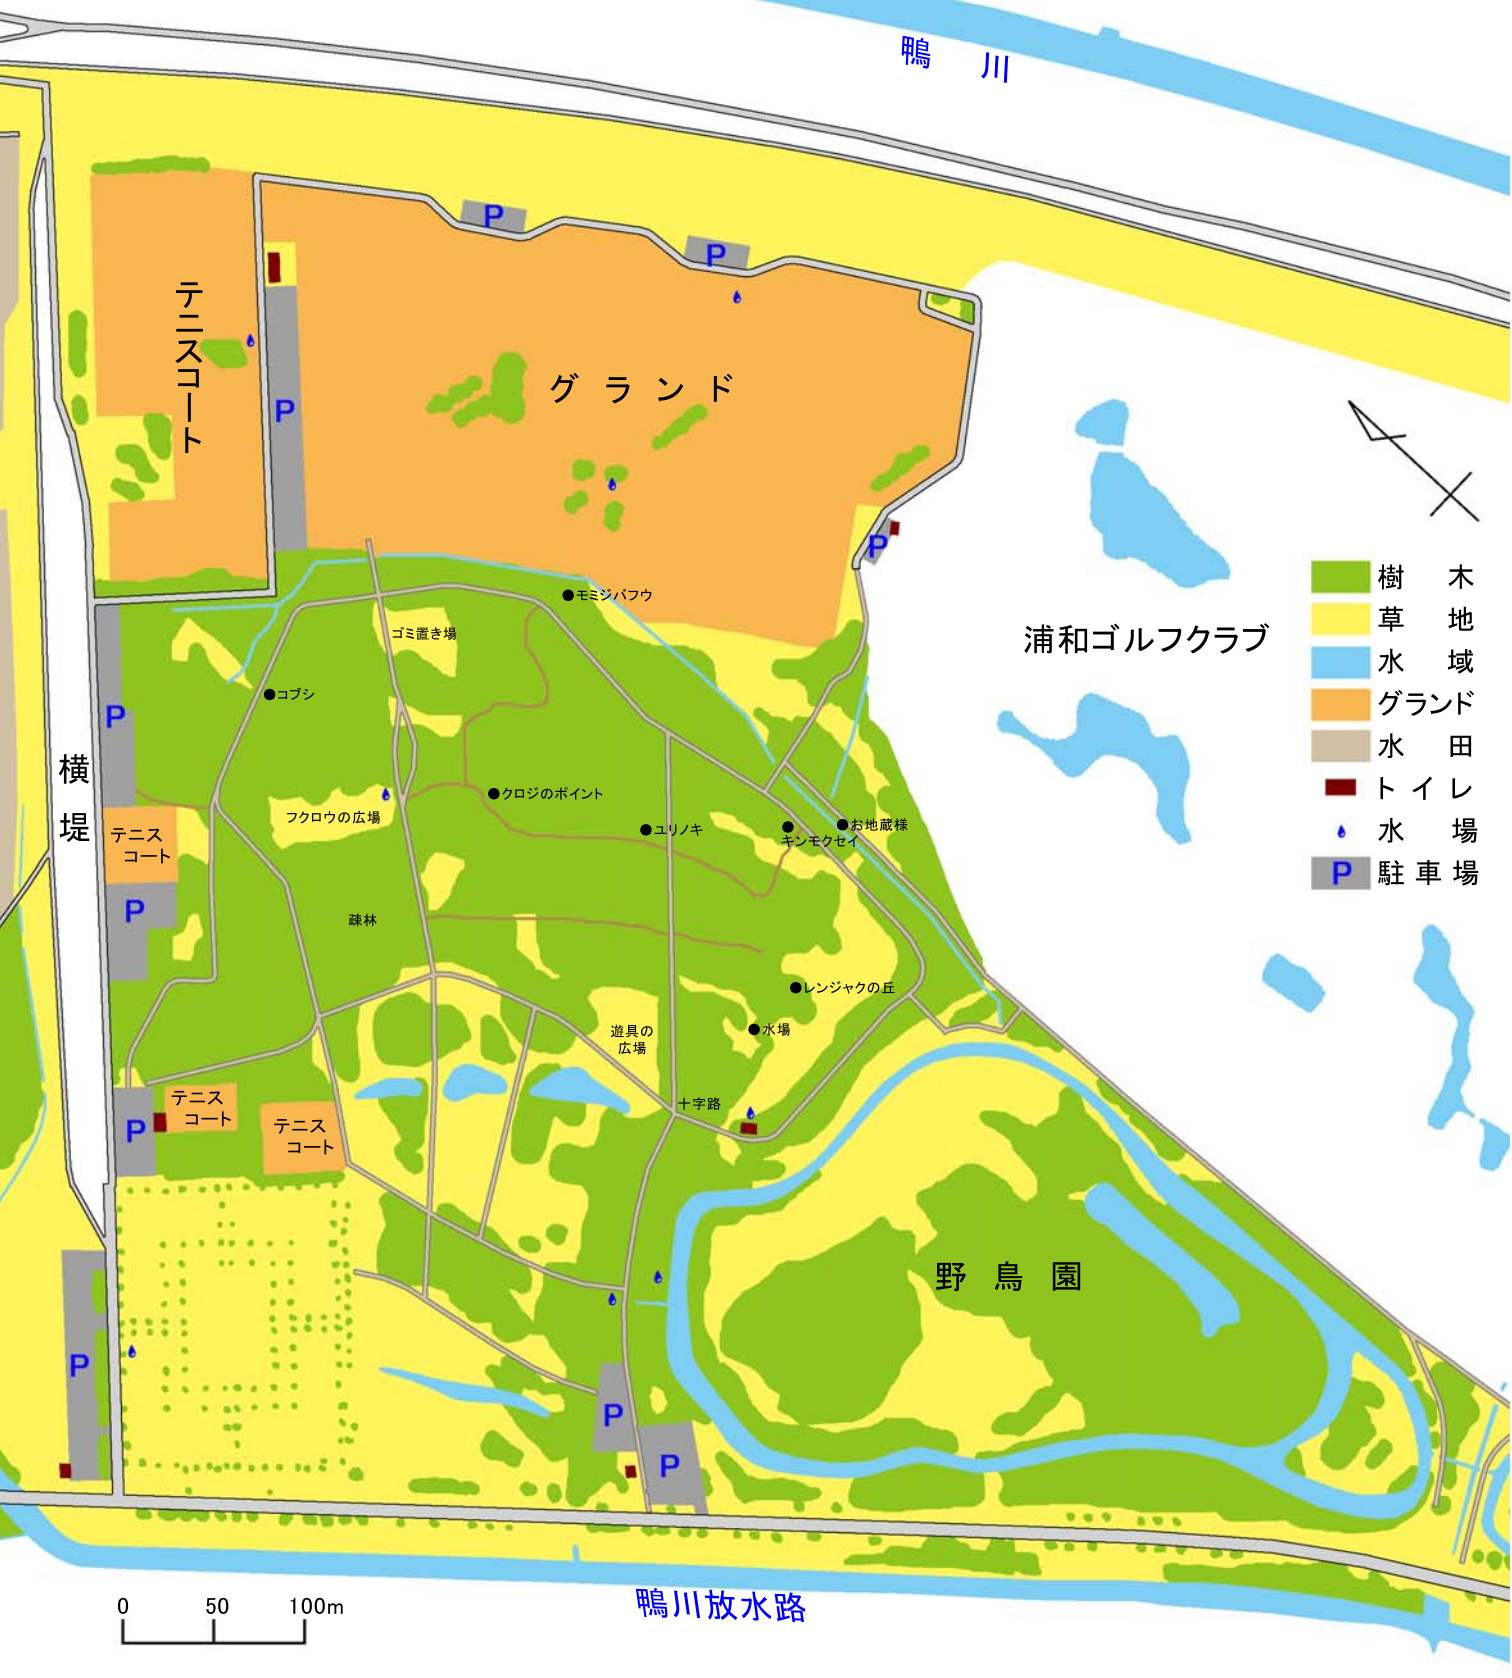 鴨 川
P
P
テニスコート
グランド
P
P
樹 木
草 地
水 域
グランド
水 田
トイレ
水 場
P 駐車場
浦和ゴルフクラブ
モミジバフウ
ゴミ置き場
コブシ
P
横堤
クロジのポイント
フクロウの広場
ユリノキ
お地蔵様
キンモクセイ
テニス
コート
P
疎林
レンジャクの丘
遊具の
広場
水場
十字路
テニス
コート
P
テニス
コート
野鳥園
P
P
P
0 50 100m
鴨川放水路